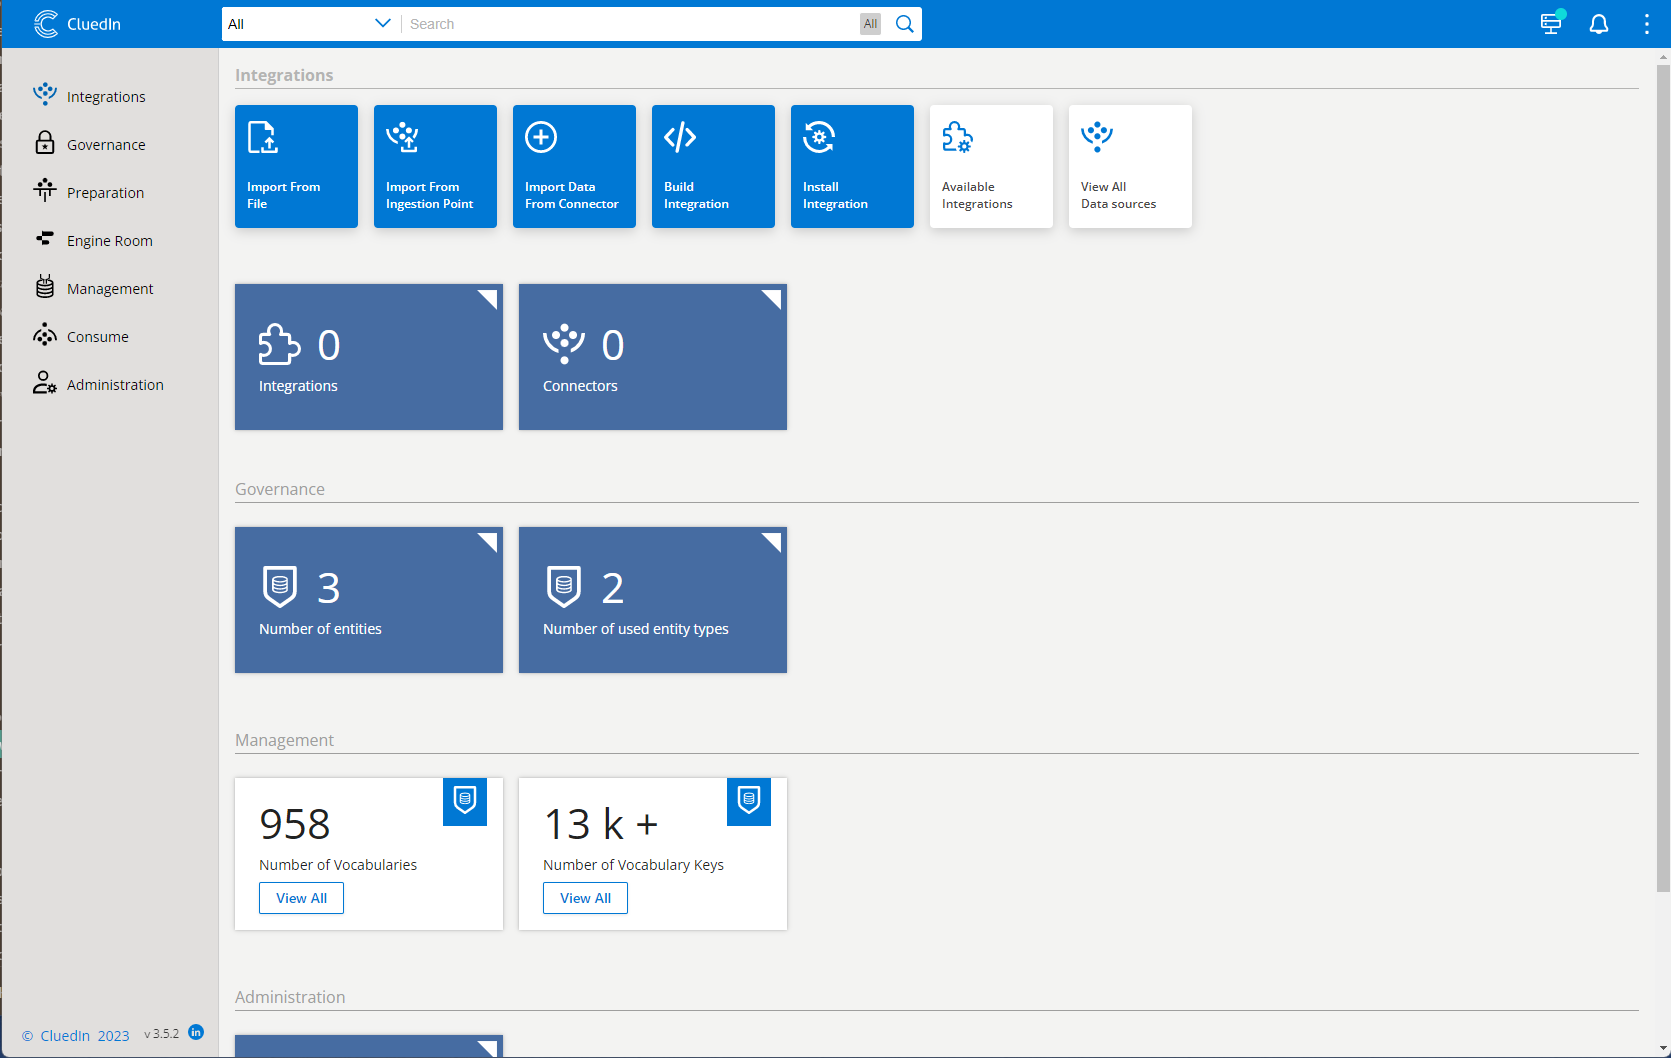 CluedIn
All
Search
All
Integrations
Governance
Preparation
Engine Room
Management
Consume
Administration
Integrations
Import From
File
Import From
Ingestion Point
Import Data
From Connector
Build
Integration
Install
Integration
Available
Integrations
View All
Data sources
0
Integrations
0
Connectors
Governance
3
Number of entities
2
Number of used entity types
Management
958
Number of Vocabularies
View All
13 k +
Number of Vocabulary Keys
View All
Administration
© CluedIn 2023 v 3.5.2 in